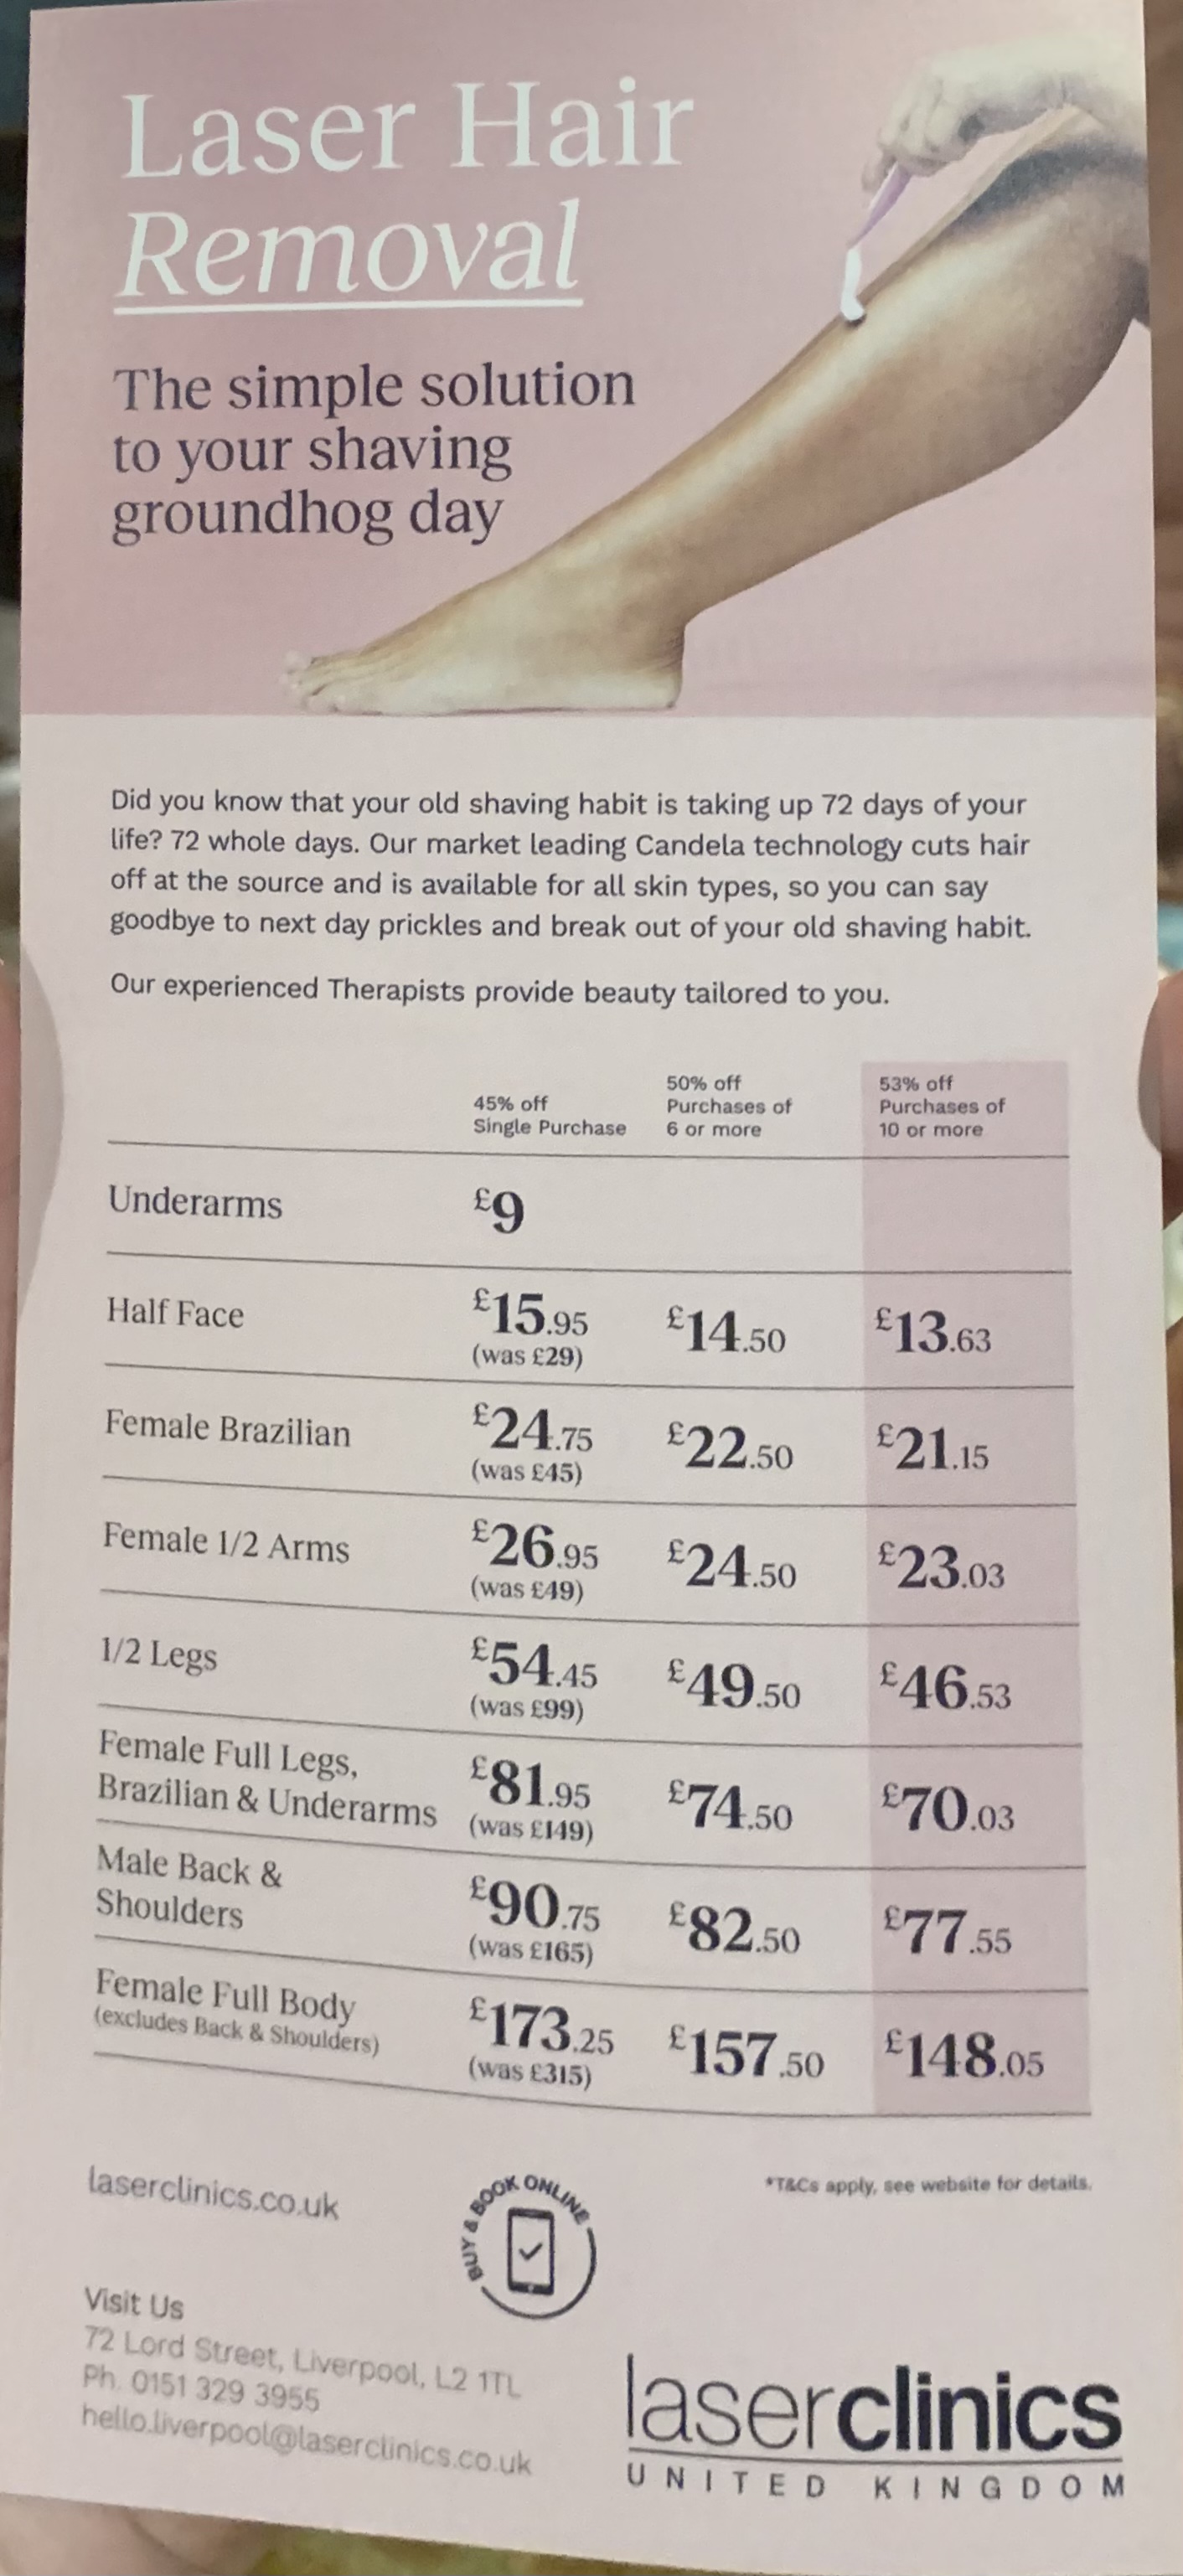 Laser Hair
Removal
The simple solution
to your shaving
groundhog day
Did you know that your old shaving habit is taking up 72 days of your
life? 72 whole days. Our market leading Candela technology cuts hair
off at the source and is available for all skin types, so you can say
goodbye to next day prickles and break out of your old shaving habit.
Our experienced Therapists provide beauty tailored to you.
45% off
Single Purchase
50% off
Purchases of
6 or more
53% off
Purchases of
10 or more
Underarms £9
Half Face £15.95 £14.50 £13.63
(was £29)
Female Brazilian £24.75 £22.50 £21.15
(was £45)
Female 1/2 Arms £26.95 £24.50 £23.03
(was £49)
1/2 Legs £54.45 £49.50 £46.53
(was £99)
Female Full Legs,
Brazilian & Underarms £81.95 £74.50 £70.03
(was £149)
Male Back &
Shoulders £90.75 £82.50 £77.55
(was £165)
Female Full Body £173.25 £157.50 £148.05
(excludes Back & Shoulders) (was £315)
laserclinics.co.uk
BUY & BOOK ONLINE
*T&Cs apply, see website for details.
Visit Us
72 Lord Street, Liverpool, L2 1TL
Ph. 0151 329 3955
hello.liverpool@laserclinics.co.uk
laserclinics
UNITED KINGDOM